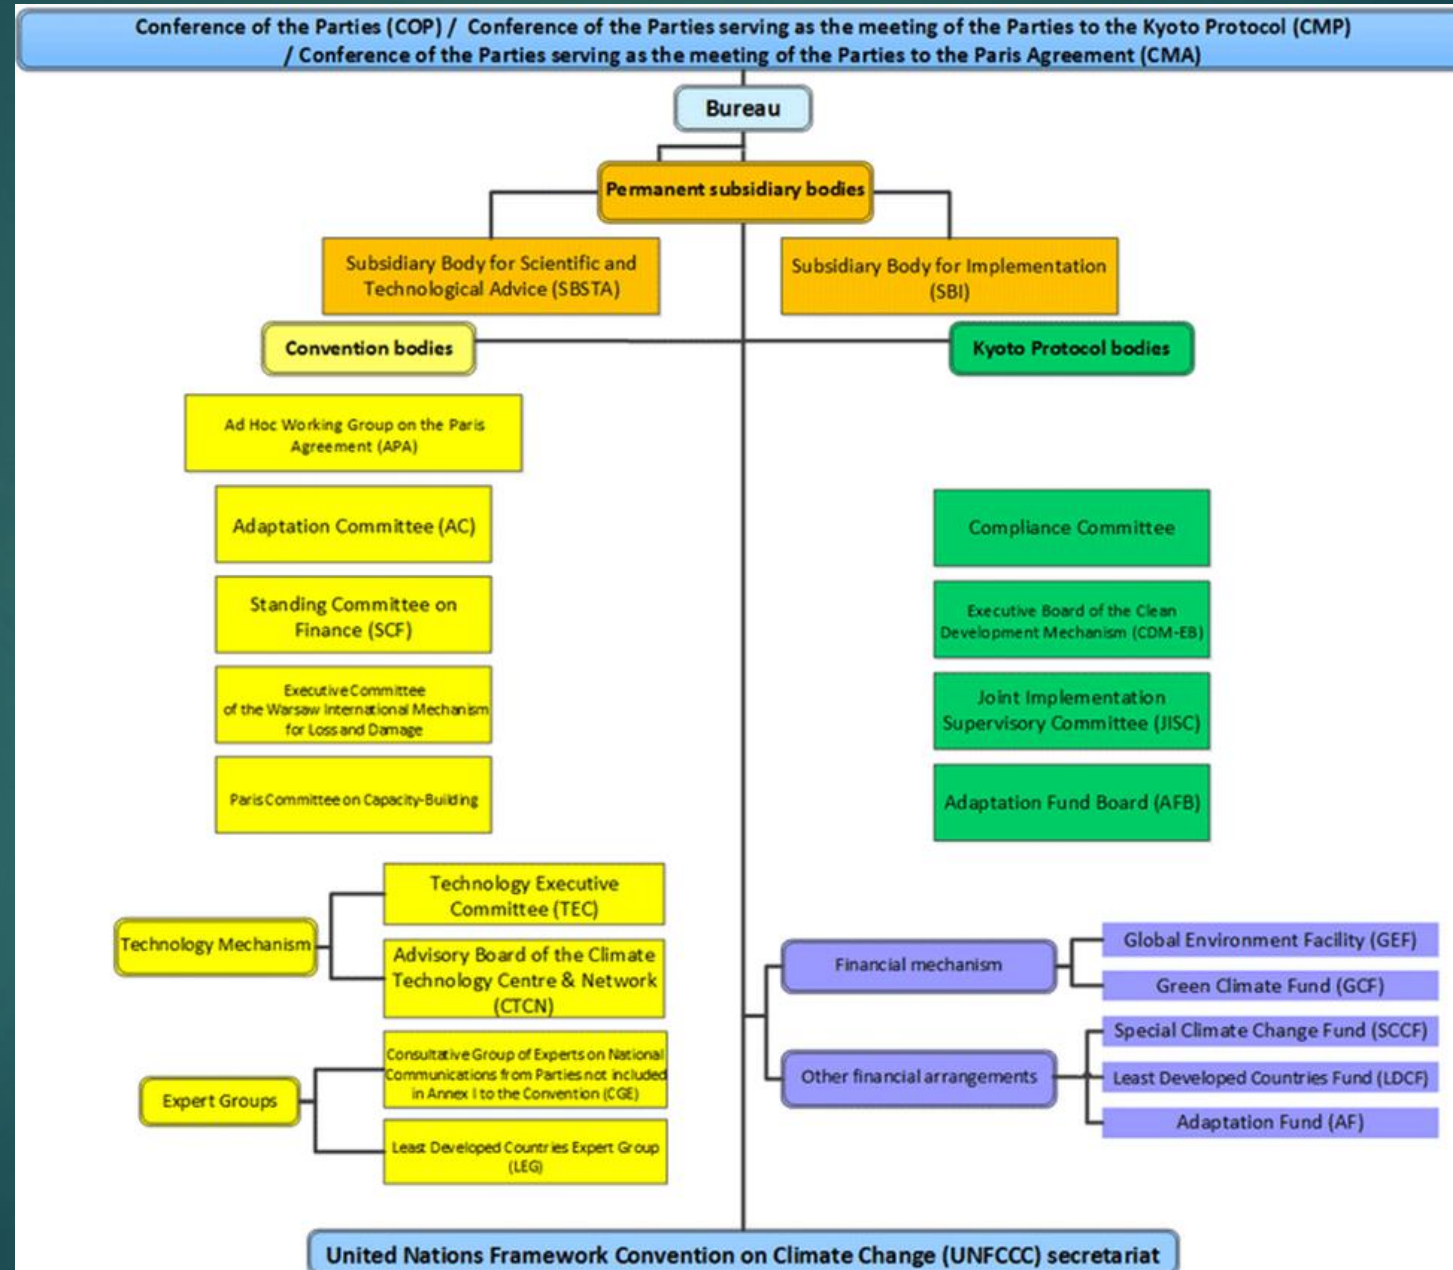 Conference of the Parties (COP) / Conference of the Parties serving as the meeting of the Parties to the Kyoto Protocol (CMP)
/ Conference of the Parties serving as the meeting of the Parties to the Paris Agreement (CMA)
Bureau
Permanent subsidiary bodies
Subsidiary Body for Scientific and
Technological Advice (SBSTA)
Subsidiary Body for Implementation
(SBI)
Convention bodies
Kyoto Protocol bodies
Ad Hoc Working Group on the Paris
Agreement (APA)
Adaptation Committee (AC)
Standing Committee on
Finance (SCF)
Executive Committee
of the Warsaw International Mechanism
for Loss and Damage
Paris Committee on Capacity-Building
Compliance Committee
Executive Board of the Clean
Development Mechanism (CDM-EB)
Joint Implementation
Supervisory Committee (JISC)
Adaptation Fund Board (AFB)
Technology Mechanism
Technology Executive
Committee (TEC)
Advisory Board of the Climate
Technology Centre & Network
(CTCN)
Expert Groups
Consultative Group of Experts on National
Communications from Parties not included
in Annex I to the Convention (CGE)
Least Developed Countries Expert Group
(LEG)
Financial mechanism
Global Environment Facility (GEF)
Green Climate Fund (GCF)
Other financial arrangements
Special Climate Change Fund (SCCF)
Least Developed Countries Fund (LDCF)
Adaptation Fund (AF)
United Nations Framework Convention on Climate Change (UNFCCC) secretariat